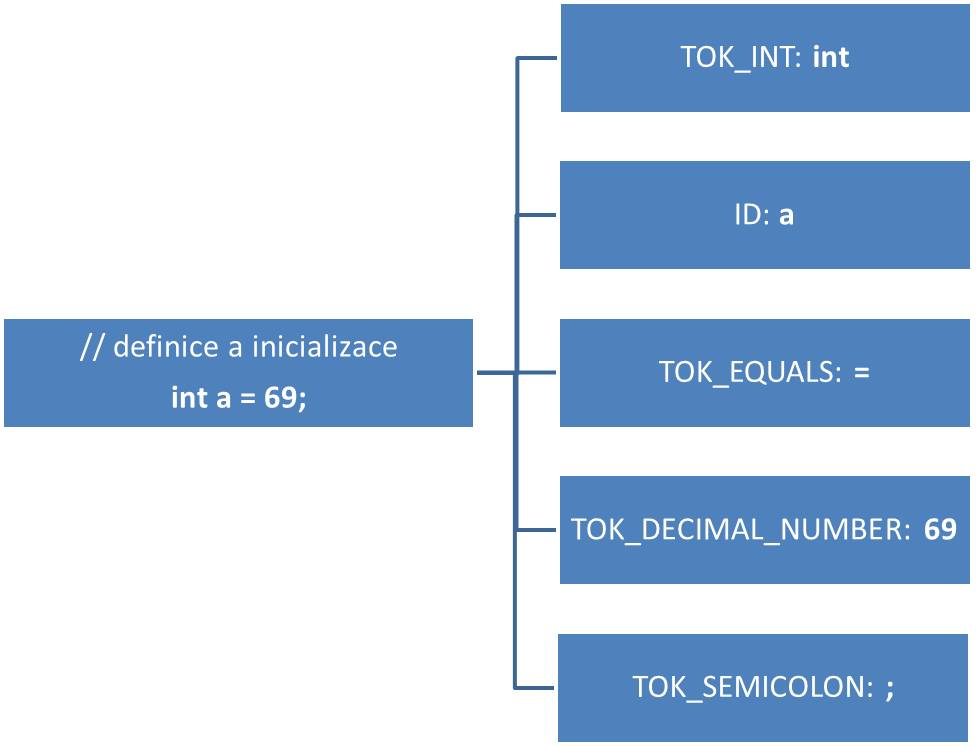 // definice a inicializace
int a = 69;
TOK_INT: int
ID: a
TOK_EQUALS: =
TOK_DECIMAL_NUMBER: 69
TOK_SEMICOLON: ;